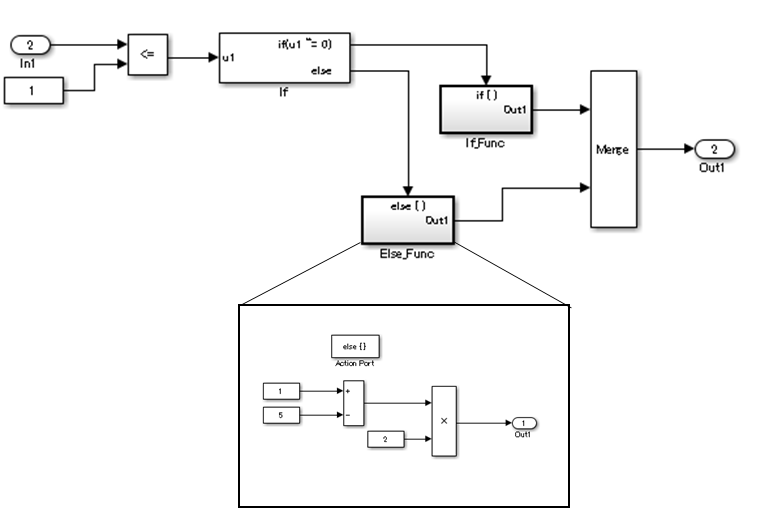 2
In1
1
<=
u1
if(u1 ~= 0)
else
If
if { }
Out1
If_Func
else { }
Out1
Else_Func
Merge
2
Out1
else {}
Action Port
1
5
+
−
2
×
1
Out1